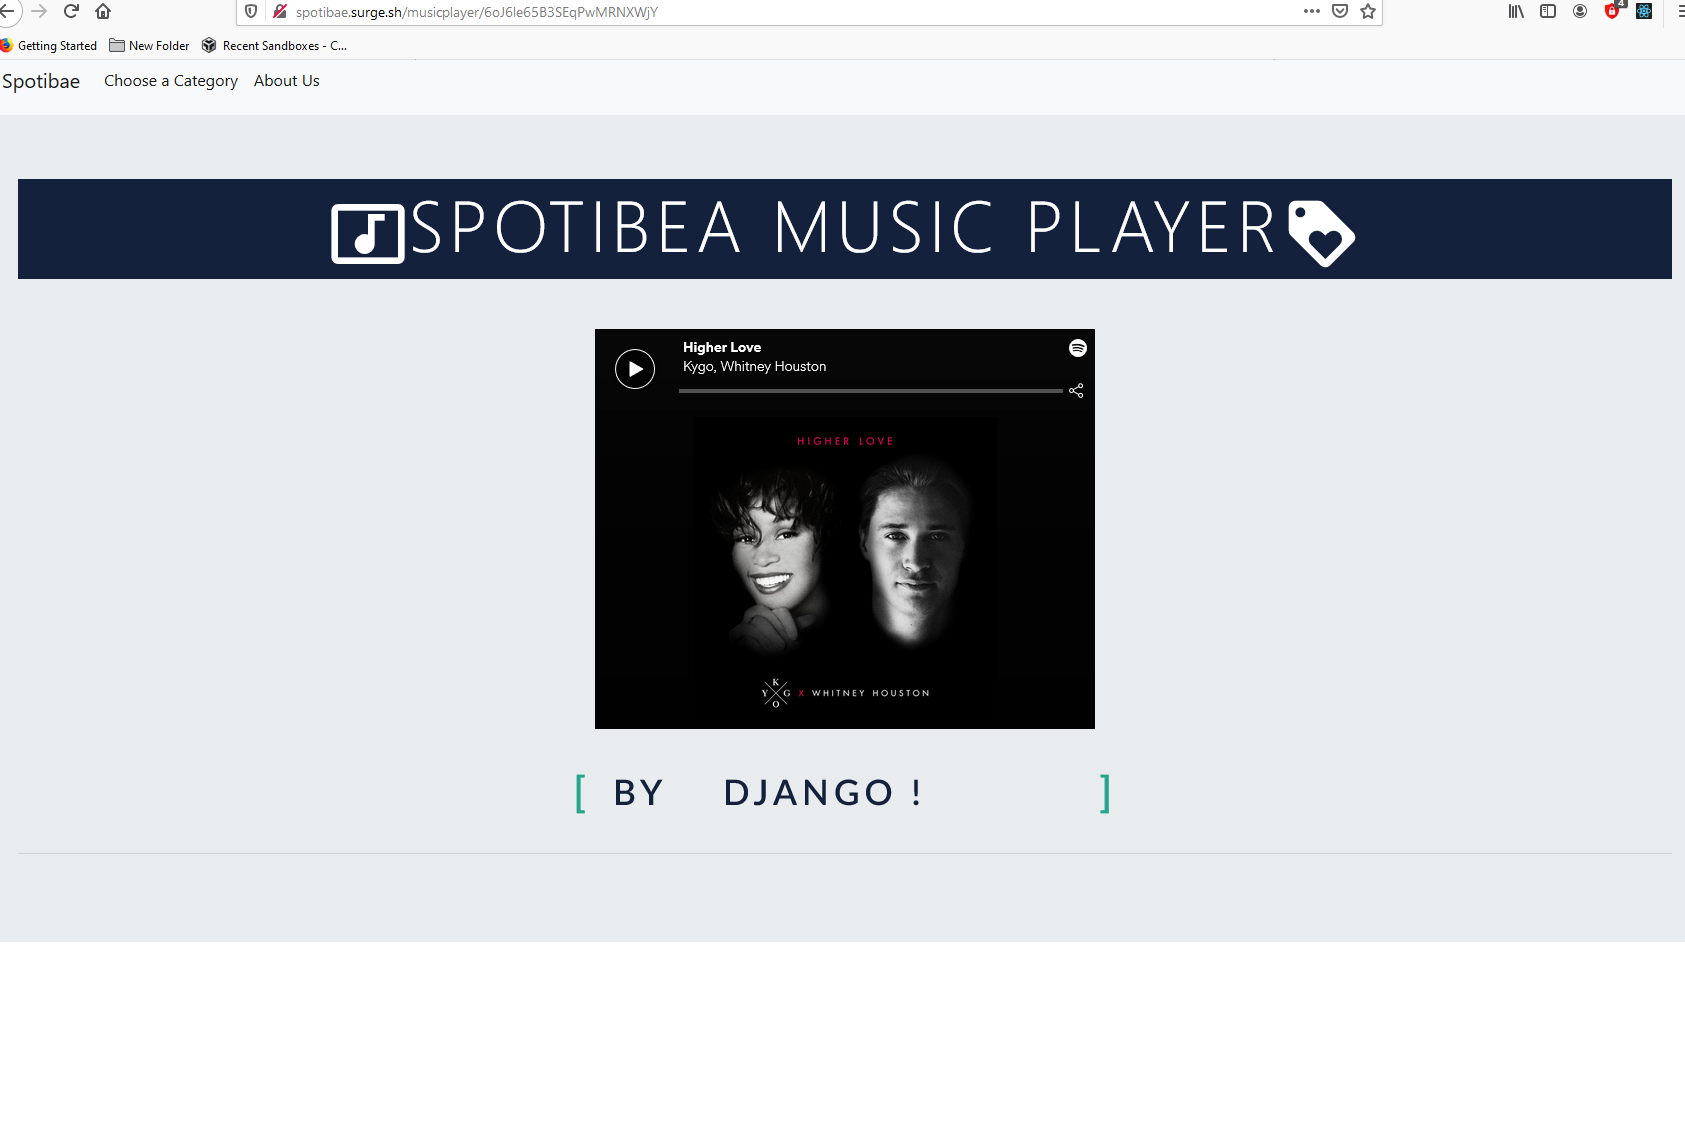 spotibae.surge.sh/musicplayer/6oJ6le65B3SEqPwMRNXWjY
4
Getting Started New Folder Recent Sandboxes - C...
Spotibae Choose a Category About Us
SPOTIBEA MUSIC PLAYER
Higher Love
Kygo, Whitney Houston
HIGHER LOVE
KYGO X WHITNEY HOUSTON
[ BY DJANGO ! ]